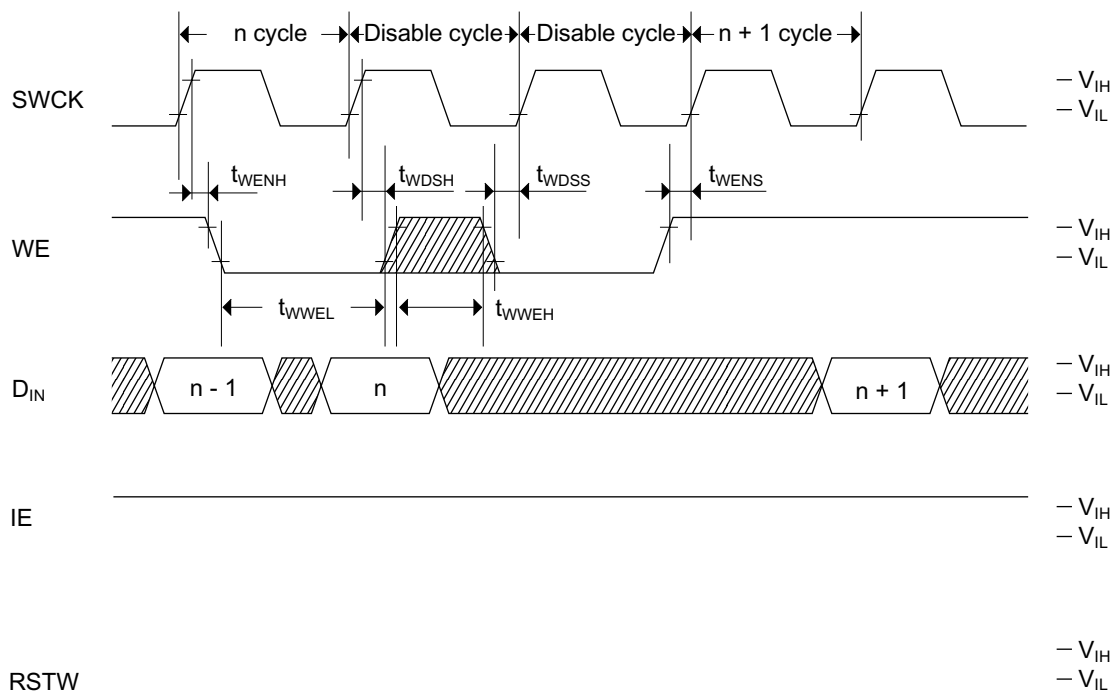 n cycle Disable cycle Disable cycle n + 1 cycle
SWCK
VIH
VIL
tWENH tWDSH tWDSS tWENS
WE
VIH
VIL
tWWEL tWWEH
DIN
n - 1 n n + 1
VIH
VIL
IE
VIH
VIL
RSTW
VIH
VIL